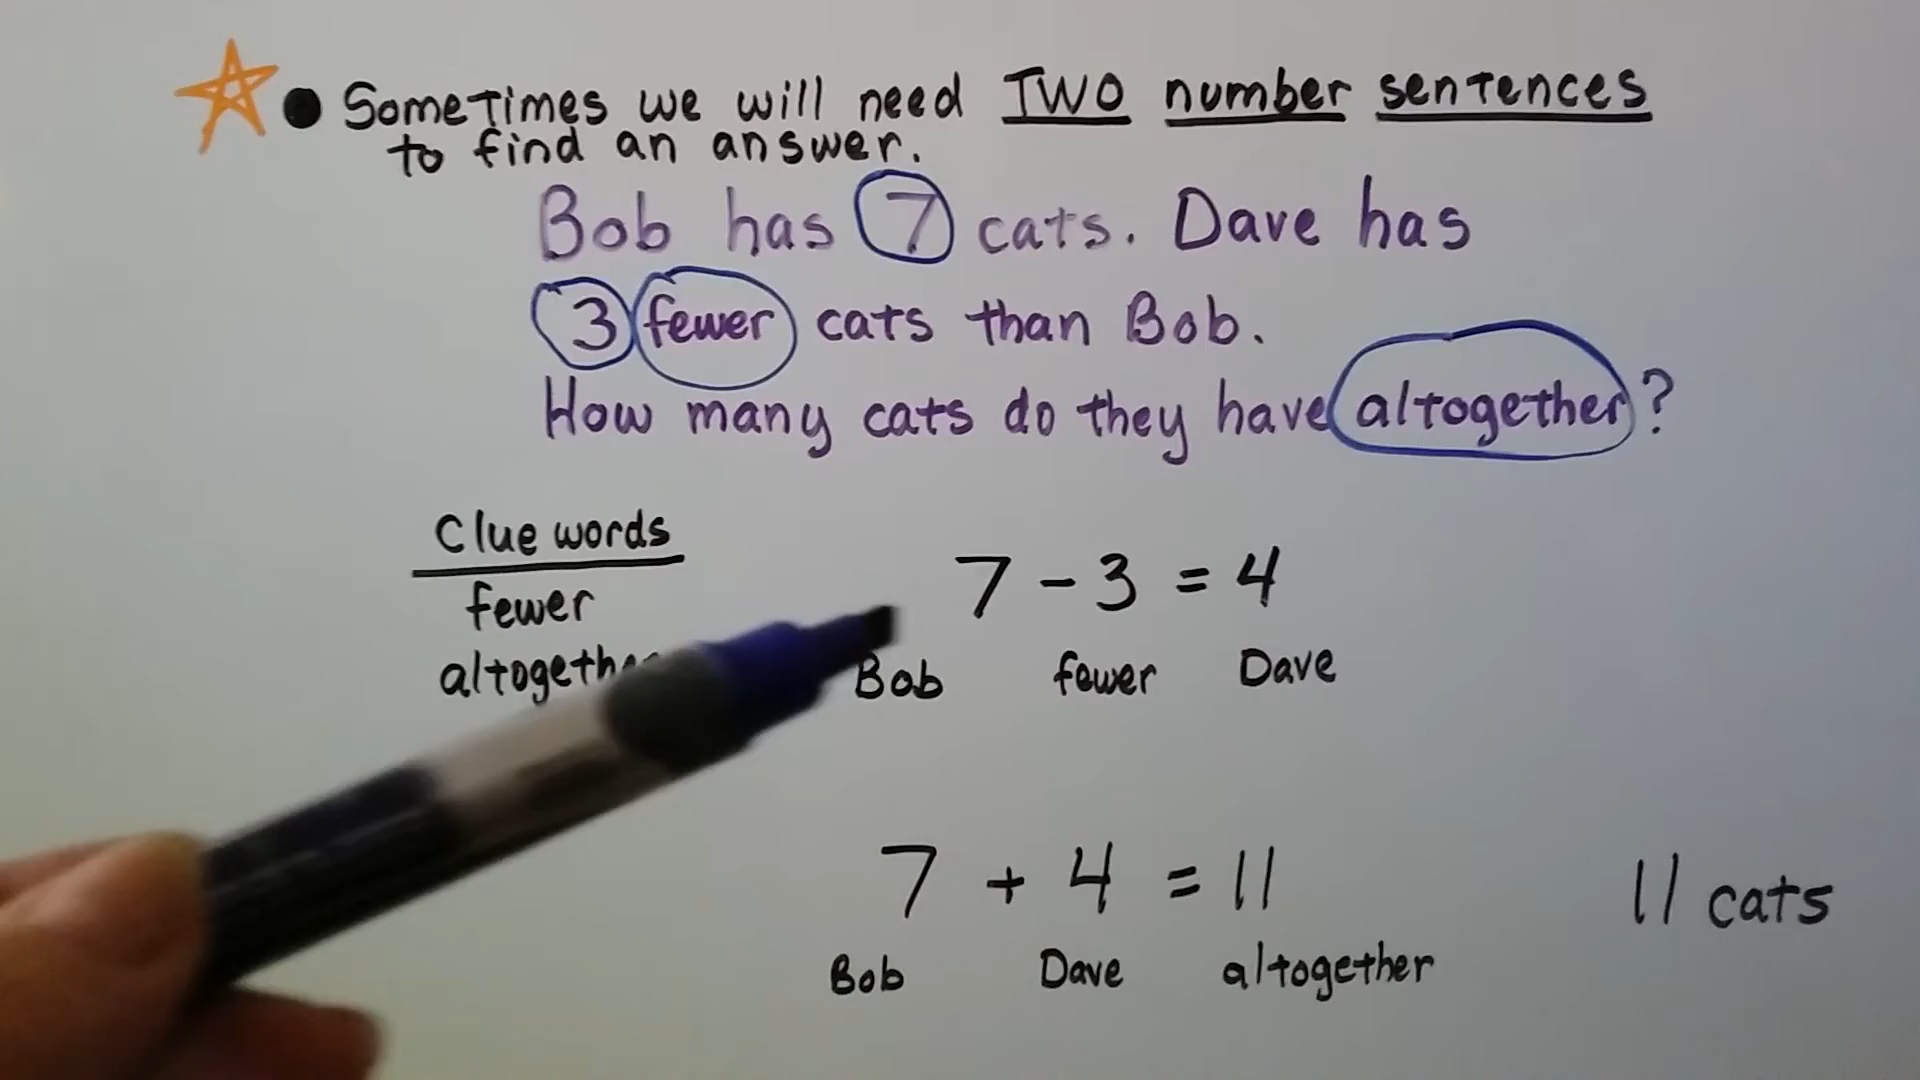 Sometimes we will need TWO number sentences
to find an answer.
Bob has 7 cats. Dave has
3 fewer cats than Bob.
How many cats do they have altogether?
Clue words
fewer
altogether
7 - 3 = 4
Bob fewer Dave
7 + 4 = 11
Bob Dave altogether
11 cats